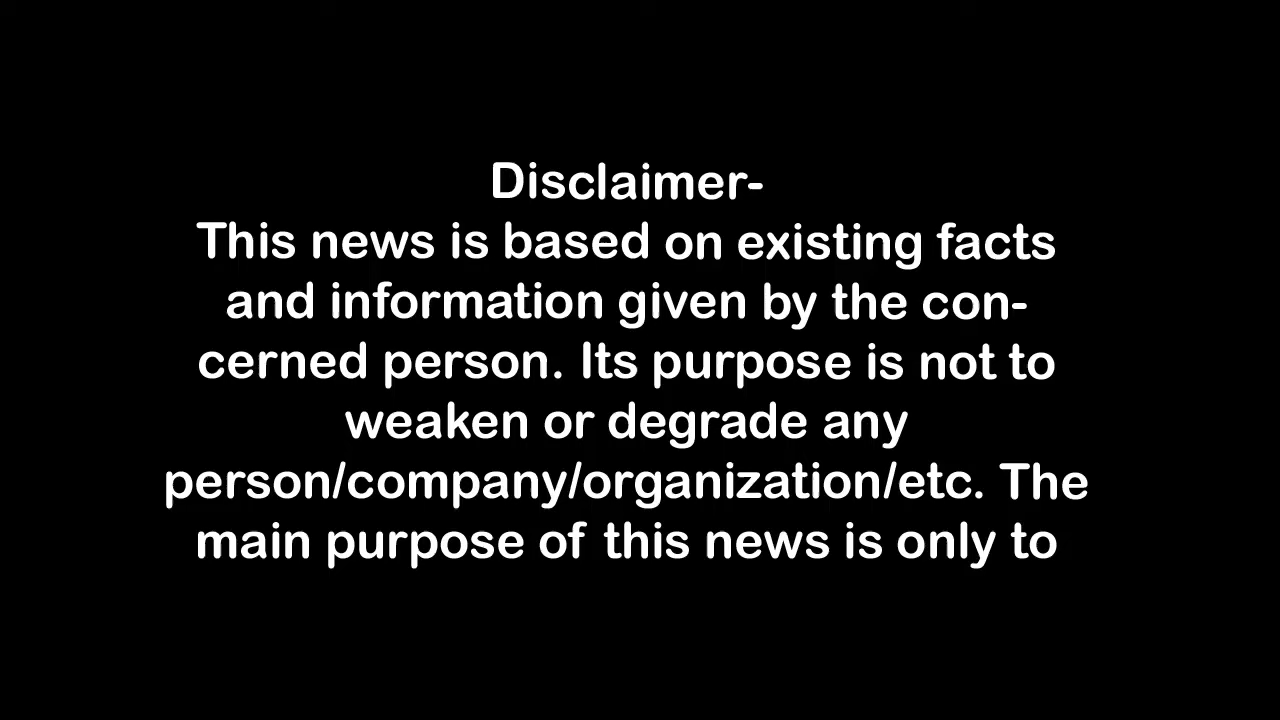 Disclaimer-
This news is based on existing facts
and information given by the con-
cerned person. Its purpose is not to
weaken or degrade any
person/company/organization/etc. The
main purpose of this news is only to